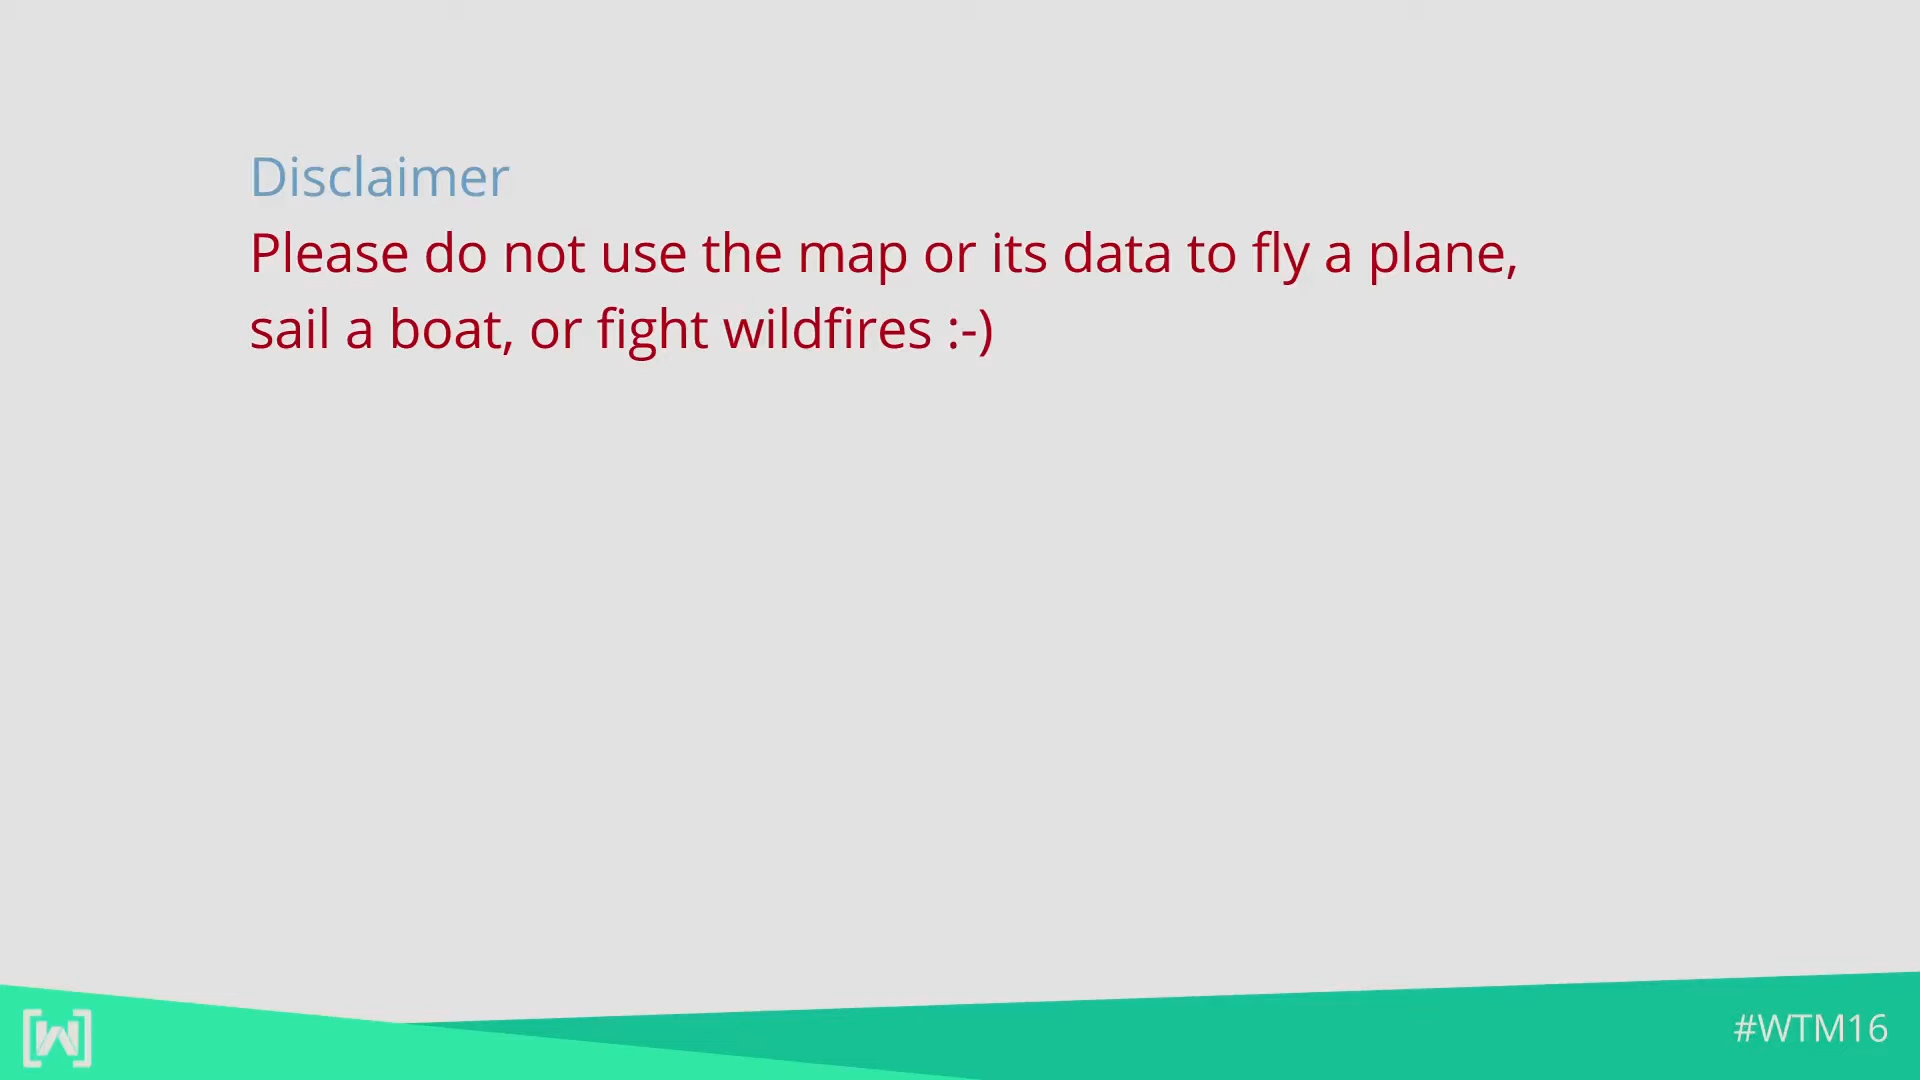 Disclaimer
Please do not use the map or its data to fly a plane,
sail a boat, or fight wildfires :-)
[W]
#WTM16